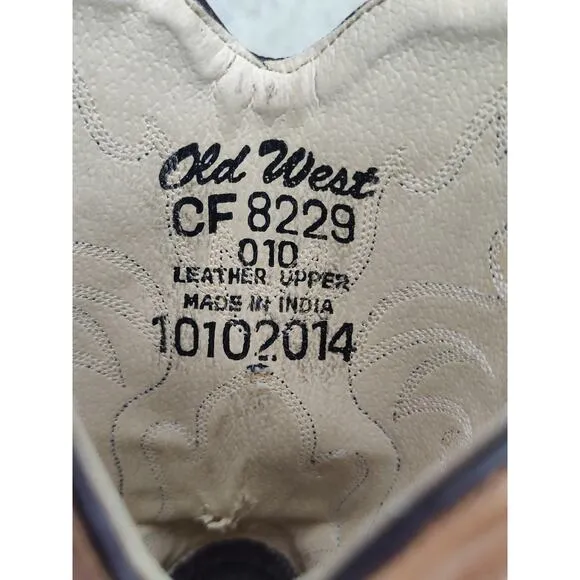 Old West
CF 8229
010
LEATHER UPPER
MADE IN INDIA
10102014